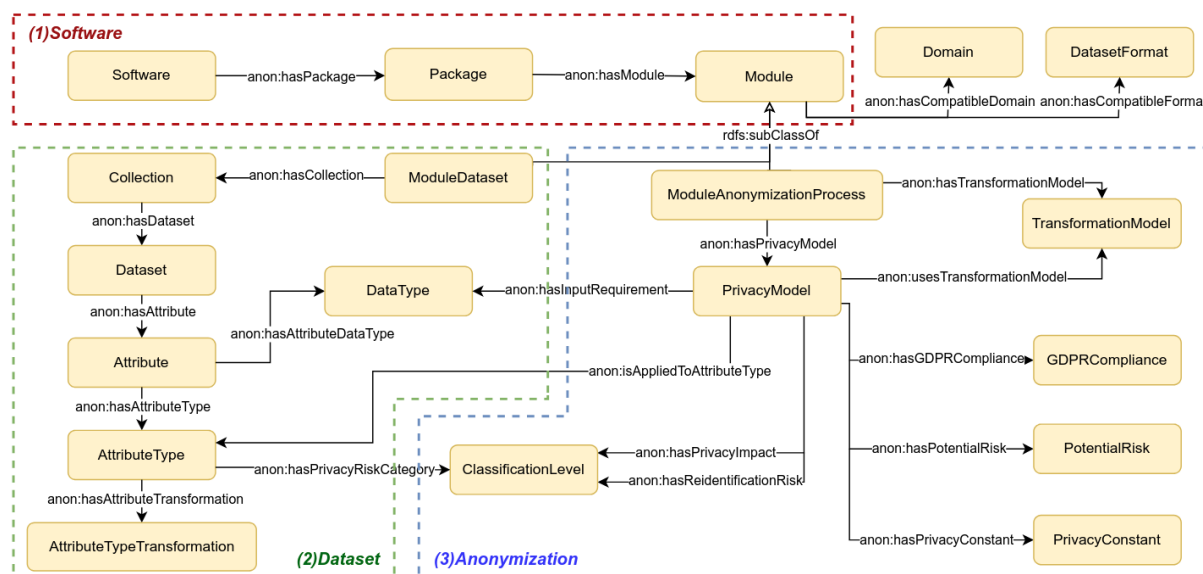 (1)Software
Software
anon:hasPackage
Package
anon:hasModule
Module
Domain
DatasetFormat
anon:hasCompatibleDomain
anon:hasCompatibleForma
rdfs:subClassOf
Collection
anon:hasCollection
ModuleDataset
ModuleAnonymizationProcess
anon:hasTransformationModel
TransformationModel
anon:hasDataset
anon:hasPrivacyModel
Dataset
DataType
anon:hasInputRequirement
PrivacyModel
anon:usesTransformationModel
anon:hasAttribute
anon:hasAttributeDataType
Attribute
anon:isAppliedToAttributeType
anon:hasGDPRCompliance
GDPRCompliance
anon:hasAttributeType
AttributeType
anon:hasPrivacyRiskCategory
ClassificationLevel
anon:hasPrivacyImpact
anon:hasReidentificationRisk
anon:hasPotentialRisk
PotentialRisk
anon:hasAttributeTransformation
AttributeTypeTransformation
(2)Dataset
(3)Anonymization
anon:hasPrivacyConstant
PrivacyConstant